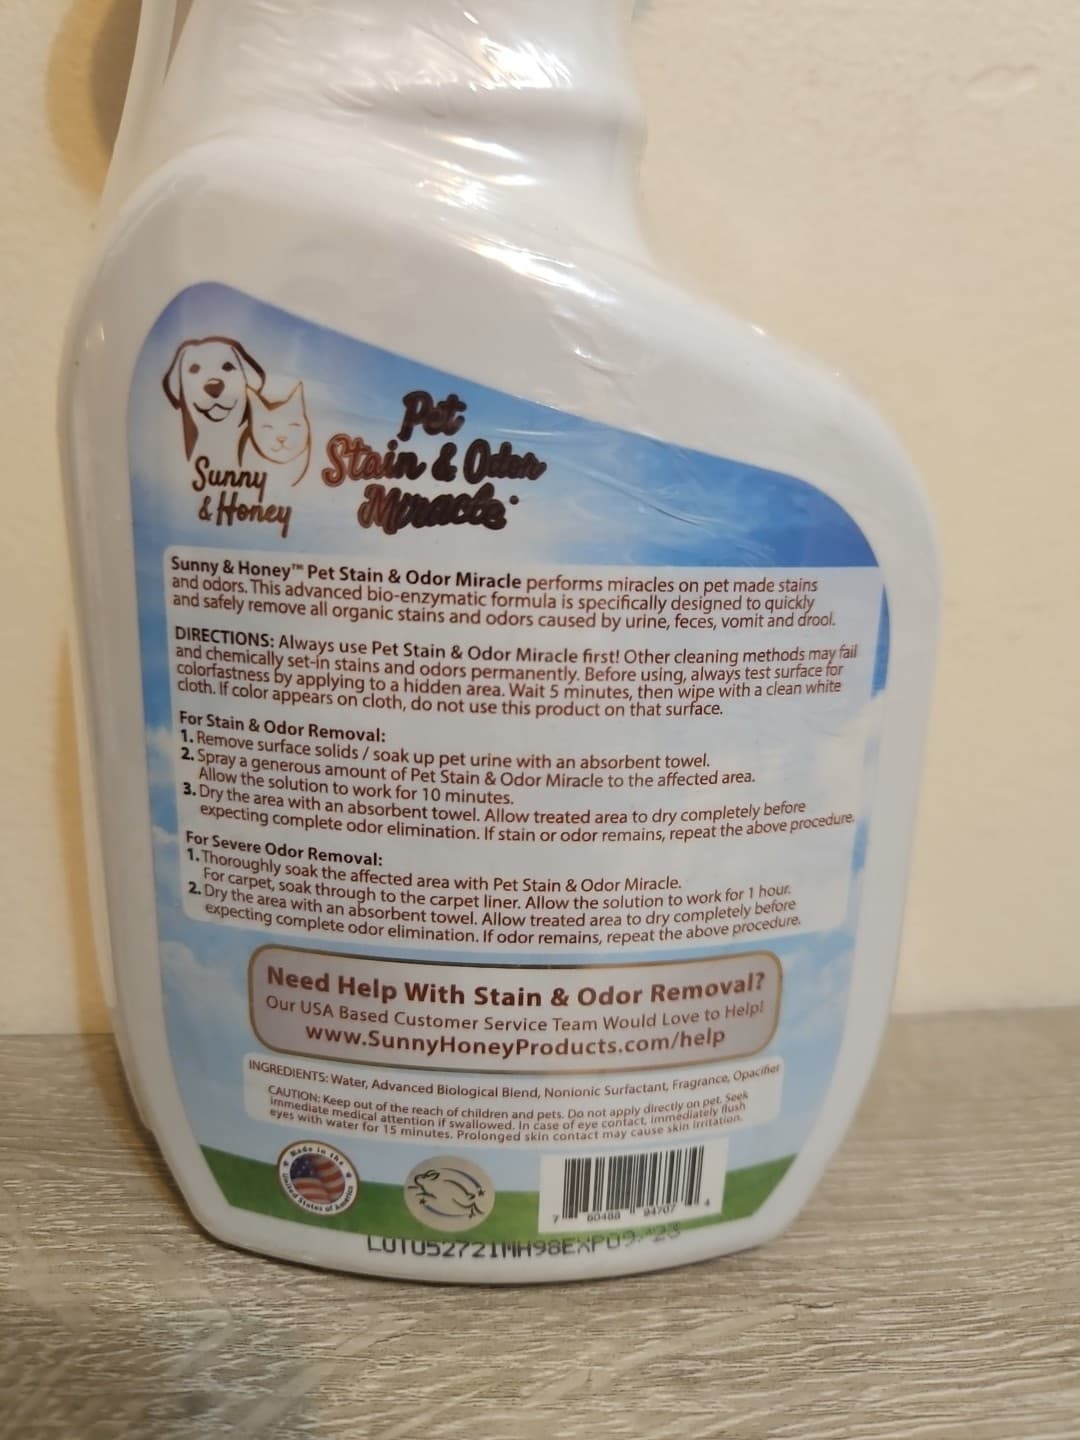 Sunny
& Honey
Pet
Stain & Odor
Miracle
Sunny & Honey™ Pet Stain & Odor Miracle performs miracles on pet made stains
and odors. This advanced bio-enzymatic formula is specifically designed to quickly
and safely remove all organic stains and odors caused by urine, feces, vomit and drool.
DIRECTIONS: Always use Pet Stain & Odor Miracle first! Other cleaning methods may fail
and chemically set-in stains and odors permanently. Before using, always test surface for
colorfastness by applying to a hidden area. Wait 5 minutes, then wipe with a clean white
cloth. If color appears on cloth, do not use this product on that surface.
For Stain & Odor Removal:
1. Remove surface solids / soak up pet urine with an absorbent towel.
2. Spray a generous amount of Pet Stain & Odor Miracle to the affected area.
Allow the solution to work for 10 minutes.
3. Dry the area with an absorbent towel. Allow treated area to dry completely before
expecting complete odor elimination. If stain or odor remains, repeat the above procedure.
For Severe Odor Removal:
1. Thoroughly soak the affected area with Pet Stain & Odor Miracle.
For carpet, soak through to the carpet liner. Allow the solution to work for 1 hour.
2. Dry the area with an absorbent towel. Allow treated area to dry completely before
expecting complete odor elimination. If odor remains, repeat the above procedure.
Need Help With Stain & Odor Removal?
Our USA Based Customer Service Team Would Love to Help!
www.SunnyHoneyProducts.com/help
INGREDIENTS: Water, Advanced Biological Blend, Nonionic Surfactant, Fragrance, Opacifier
CAUTION: Keep out of the reach of children and pets. Do not apply directly on pet. Seek
immediate medical attention if swallowed. In case of eye contact, immediately flush
eyes with water for 15 minutes. Prolonged skin contact may cause skin irritation.
Made in the
United States of America
7 60488 94707 4
LOT052721MH98EXP09 23